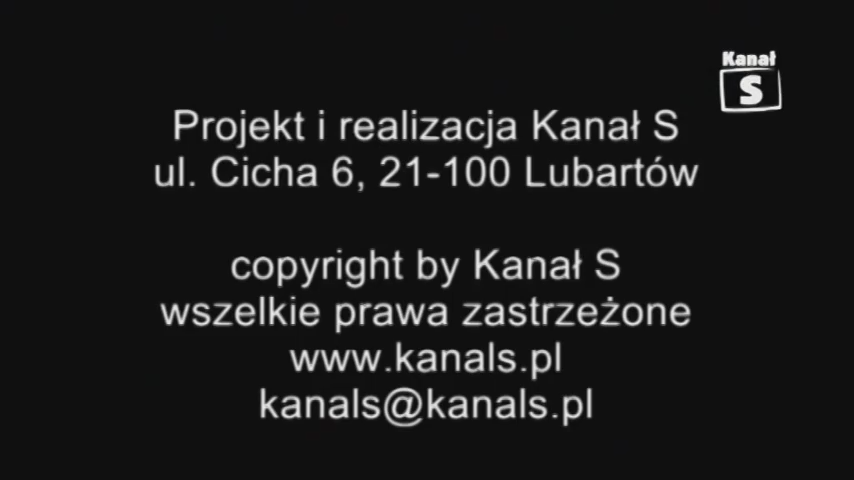 Kanał
S
Projekt i realizacja Kanał S
ul. Cicha 6, 21-100 Lubartów
copyright by Kanał S
wszelkie prawa zastrzeżone
www.kanals.pl
kanals@kanals.pl